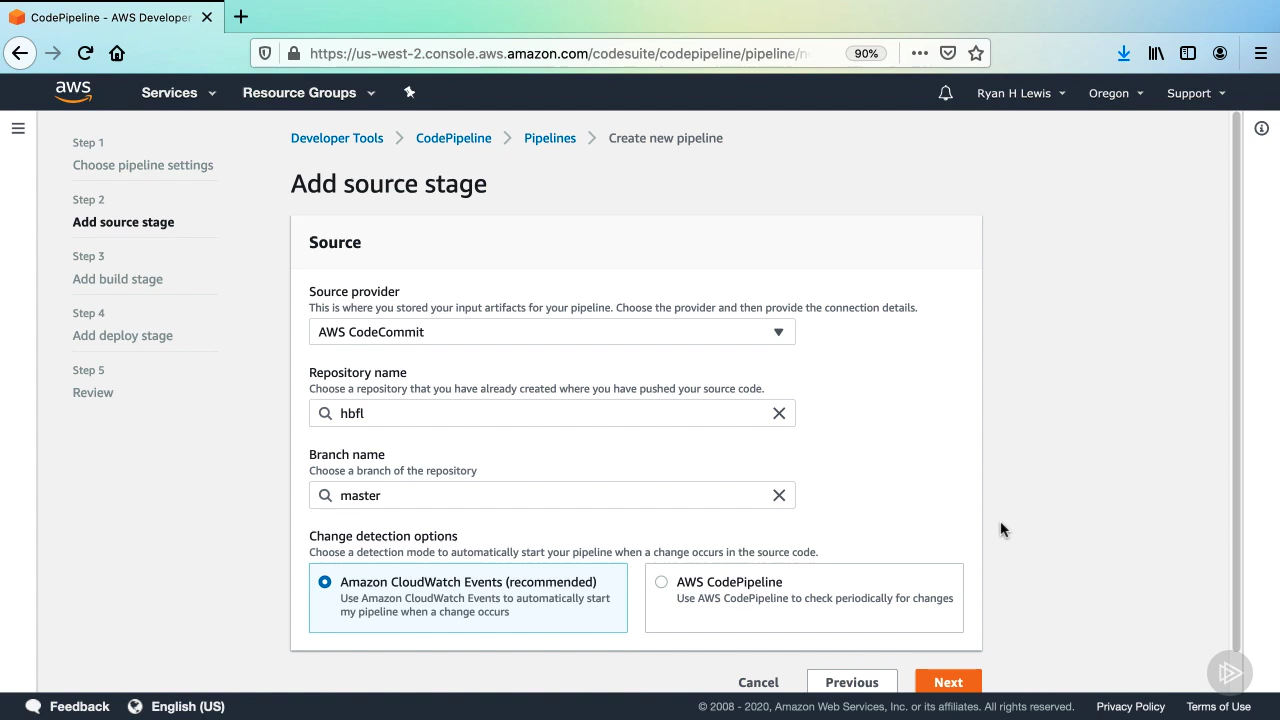 CodePipeline - AWS Developer
https://us-west-2.console.aws.amazon.com/codesuite/codepipeline/pipeline/n
90%
aws
Services
Resource Groups
Ryan H Lewis
Oregon
Support
Step 1
Choose pipeline settings
Step 2
Add source stage
Step 3
Add build stage
Step 4
Add deploy stage
Step 5
Review
Developer Tools
CodePipeline
Pipelines
Create new pipeline
Add source stage
Source
Source provider
This is where you stored your input artifacts for your pipeline. Choose the provider and then provide the connection details.
AWS CodeCommit
Repository name
Choose a repository that you have already created where you have pushed your source code.
hbfl
Branch name
Choose a branch of the repository
master
Change detection options
Choose a detection mode to automatically start your pipeline when a change occurs in the source code.
Amazon CloudWatch Events (recommended)
Use Amazon CloudWatch Events to automatically start
my pipeline when a change occurs
AWS CodePipeline
Use AWS CodePipeline to check periodically for changes
Cancel
Previous
Next
Feedback
English (US)
© 2008 - 2020, Amazon Web Services, Inc. or its affiliates. All rights reserved.
Privacy Policy
Terms of Use